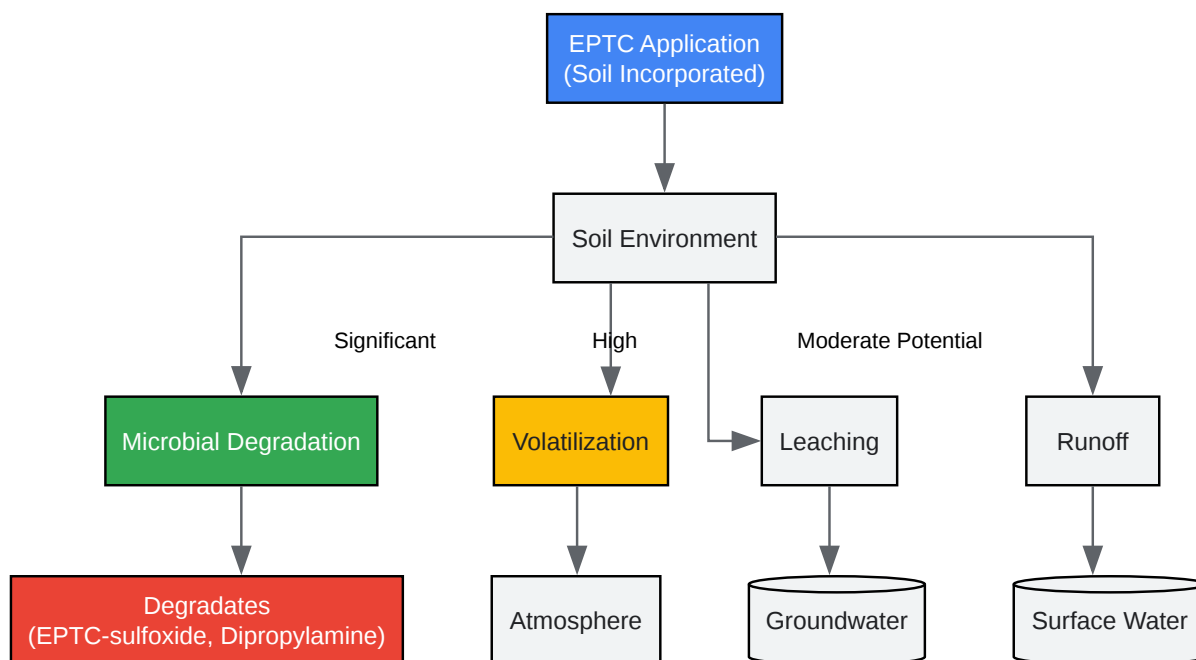 EPTC Application
(Soil Incorporated)
Soil Environment
Significant
High
Moderate Potential
Microbial Degradation
Volatilization
Leaching
Runoff
Degradates
(EPTC-sulfoxide, Dipropylamine)
Atmosphere
Groundwater
Surface Water